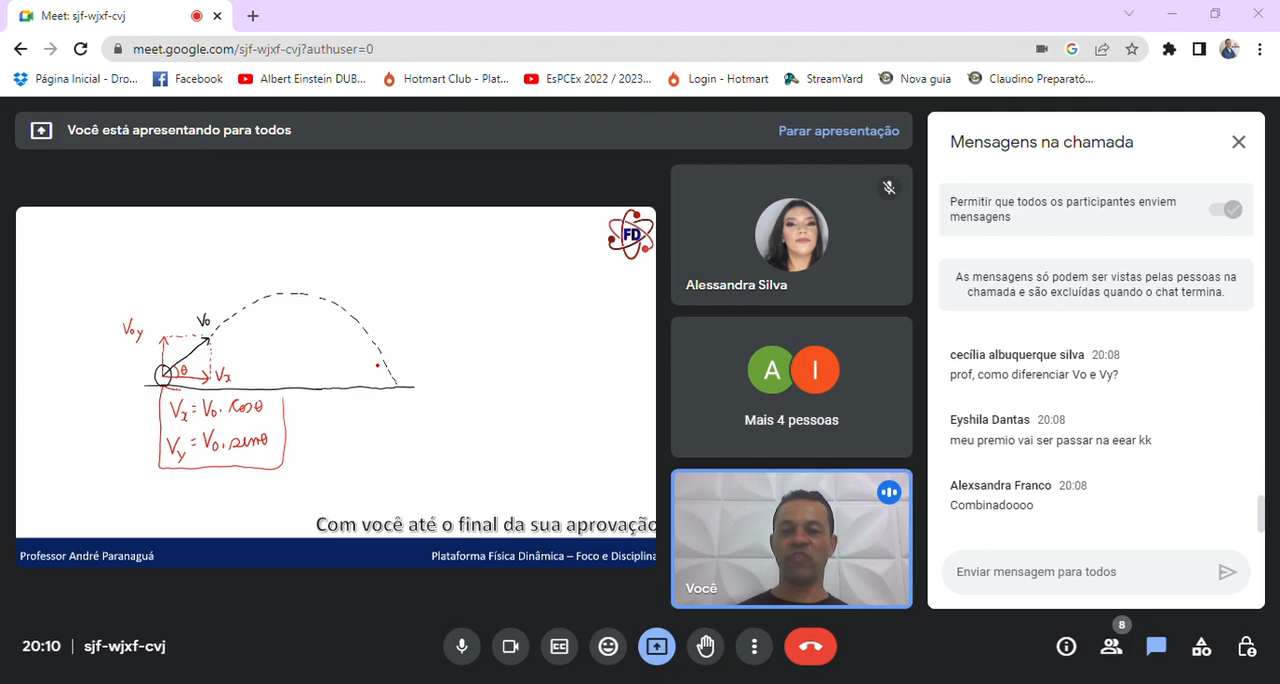 Meet: sjf-wjxf-cvj
meet.google.com/sjf-wjxf-cvj?authuser=0
Página Inicial - Dro... Facebook Albert Einstein DUB... Hotmart Club - Plat... EsPCEx 2022 / 2023... Login - Hotmart StreamYard Nova guia Claudino Preparató...
Você está apresentando para todos
Parar apresentação
FD
V0y
V0
θ
Vx
Vx = V0 . cosθ
Vy = V0 . senθ
Com você até o final da sua aprovação
Professor André Paranaguá
Plataforma Física Dinâmica – Foco e Disciplina
Alessandra Silva
A I
Mais 4 pessoas
Você
Mensagens na chamada
Permitir que todos os participantes enviem
mensagens
As mensagens só podem ser vistas pelas pessoas na
chamada e são excluídas quando o chat termina.
cecília albuquerque silva 20:08
prof, como diferenciar Vo e Vy?
Eyshila Dantas 20:08
meu premio vai ser passar na eear kk
Alexsandra Franco 20:08
Combinadoooo
Enviar mensagem para todos
20:10 | sjf-wjxf-cvj
8